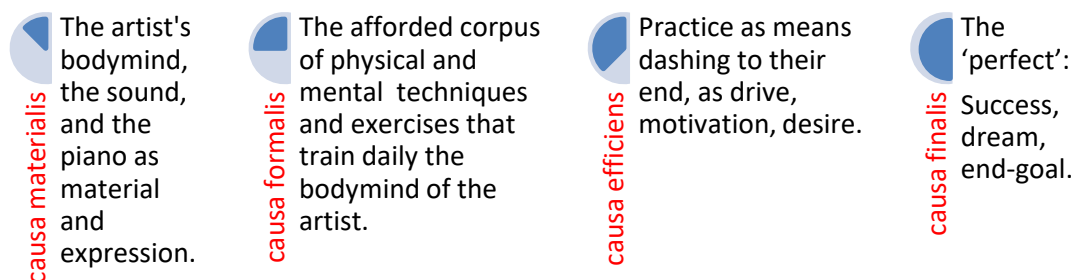 causa materialis
The artist's
bodymind,
the sound,
and the
piano as
material
and
expression.
causa formalis
The afforded corpus
of physical and
mental techniques
and exercises that
train daily the
bodymind of the
artist.
causa efficiens
Practice as means
dashing to their
end, as drive,
motivation, desire.
causa finalis
The
‘perfect’:
Success,
dream,
end-goal.